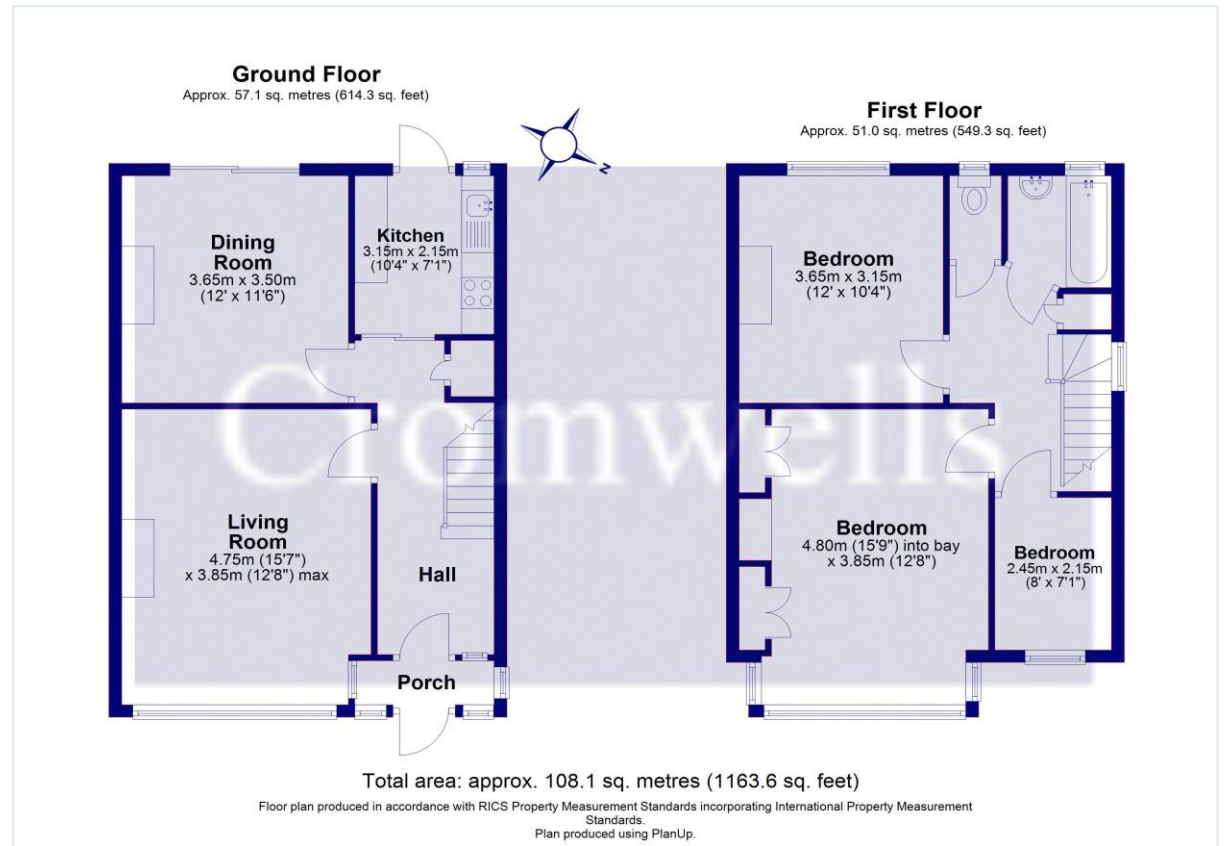 Ground Floor
Approx. 57.1 sq. metres (614.3 sq. feet)
First Floor
Approx. 51.0 sq. metres (549.3 sq. feet)
N
Dining
Room
3.65m x 3.50m
(12' x 11'6")
Kitchen
3.15m x 2.15m
(10'4" x 7'1")
Bedroom
3.65m x 3.15m
(12' x 10'4")
Cromwells
Living
Room
4.75m (15'7")
x 3.85m (12'8") max
Hall
Porch
Bedroom
4.80m (15'9") into bay
x 3.85m (12'8")
Bedroom
2.45m x 2.15m
(8' x 7'1")
Total area: approx. 108.1 sq. metres (1163.6 sq. feet)
Floor plan produced in accordance with RICS Property Measurement Standards incorporating International Property Measurement
Standards.
Plan produced using PlanUp.